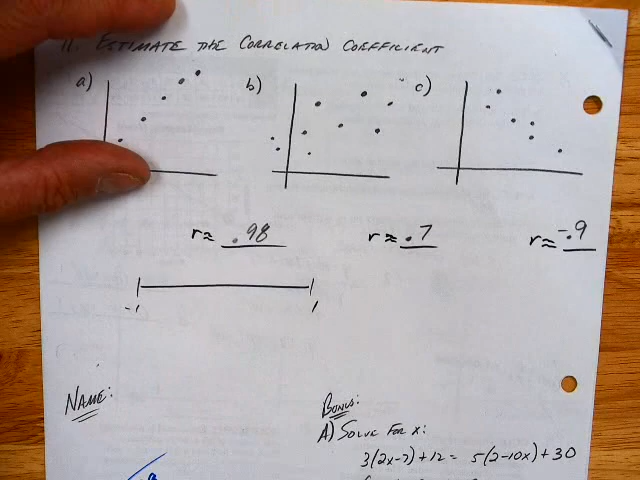 11. ESTIMATE THE CORRELATION COEFFICIENT
a) b) c)
r≈ .98 r≈ .7 r≈ -.9
-1 1
NAME:
BONUS:
A) SOLVE FOR X:
3(2x-7)+12= 5(2-10x)+30